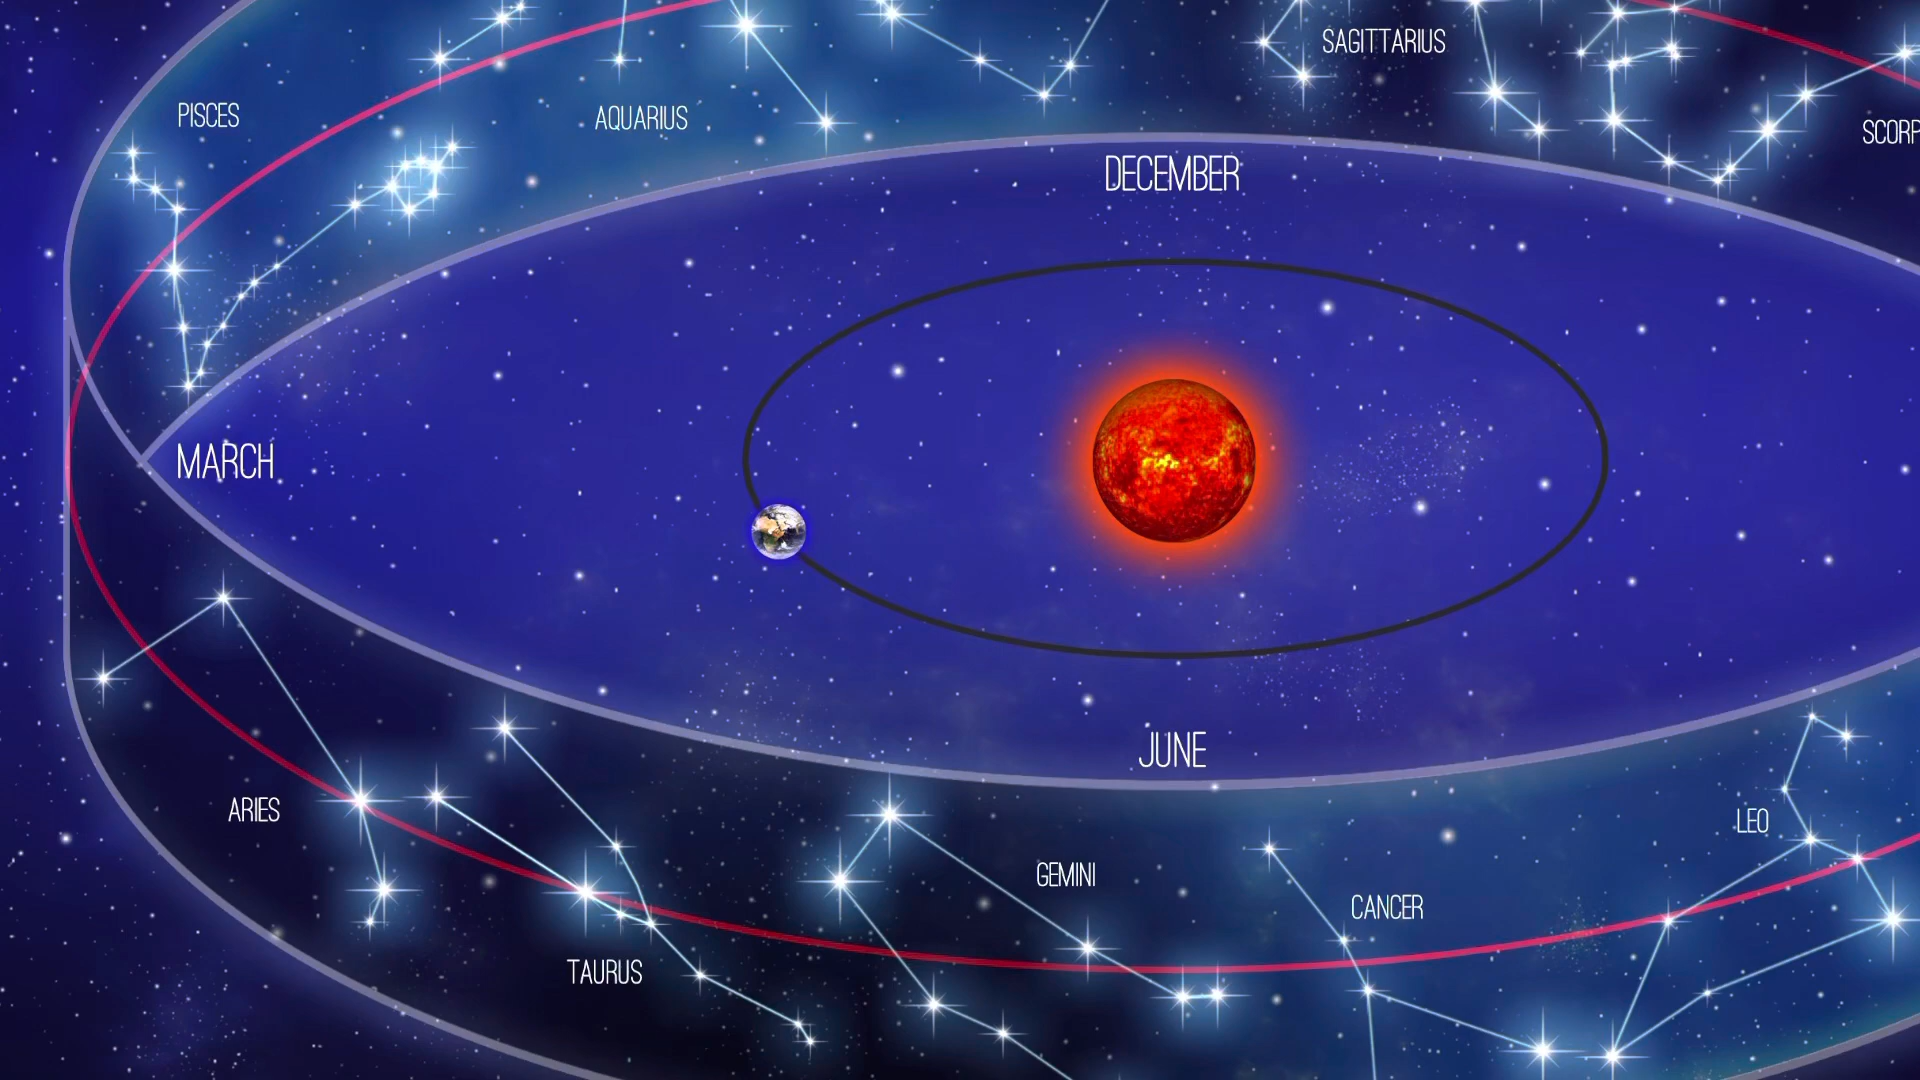 SAGITTARIUS
PISCES
AQUARIUS
SCORP
DECEMBER
MARCH
JUNE
ARIES
LEO
GEMINI
CANCER
TAURUS